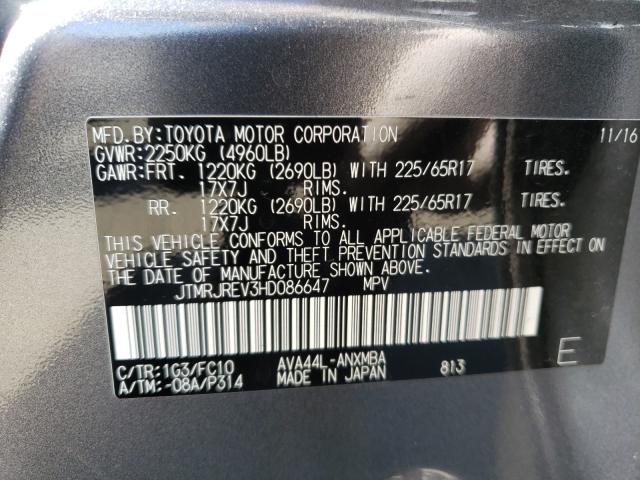 MFD.BY:TOYOTA MOTOR CORPORATION 11/16
GVWR:2250KG (4960LB)
GAWR:FRT. 1220KG (2690LB) WITH 225/65R17 TIRES.
17X7J RIMS.
RR. 1220KG (2690LB) WITH 225/65R17 TIRES.
17X7J RIMS.
THIS VEHICLE CONFORMS TO ALL APPLICABLE FEDERAL MOTOR
VEHICLE SAFETY AND THEFT PREVENTION STANDARDS IN EFFECT ON
THE DATE OF MANUFACTURE SHOWN ABOVE.
JTMRJREV3HD086647 MPV
C/TR:1G3/FC10 AVA44L-ANXMBA E
A/TM:-08A/P314 MADE IN JAPAN 813